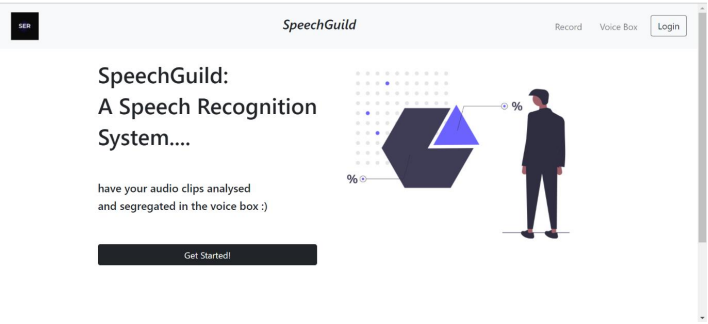 SER
SpeechGuild
Record
Voice Box
Login
SpeechGuild:
A Speech Recognition
System....
have your audio clips analysed
and segregated in the voice box :)
Get Started!
%
%